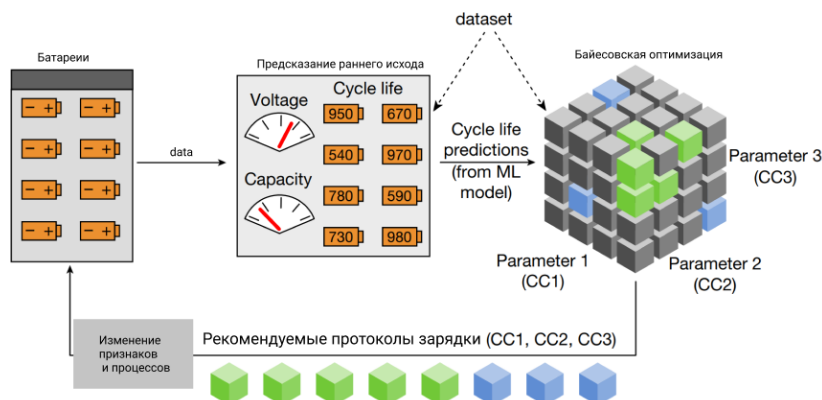 dataset
Батареии
Предсказание раннего исхода
Байесовская оптимизация
Cycle life
Voltage
950 670
540 970
Capacity
780 590
730 980
data
Cycle life
predictions
(from ML
model)
Parameter 3
(CC3)
Parameter 1
(CC1)
Parameter 2
(CC2)
Изменение
признаков
и процессов
Рекомендуемые протоколы зарядки (CC1, CC2, CC3)